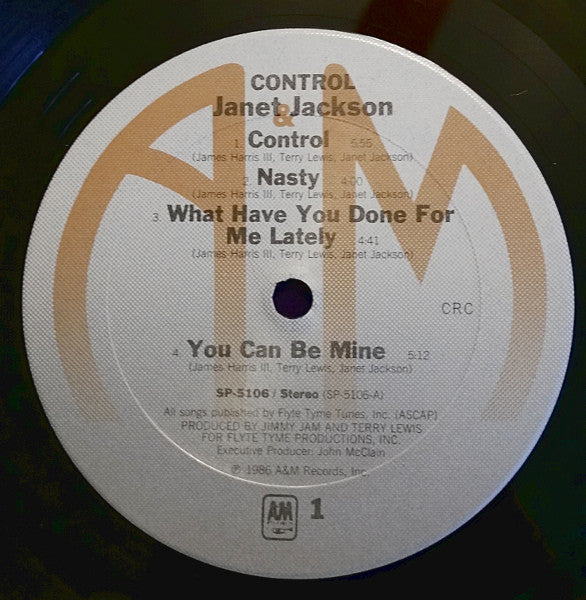 CONTROL
Janet Jackson
&
1. Control 5:55
(James Harris III, Terry Lewis, Janet Jackson)
2. Nasty 4:00
(James Harris III, Terry Lewis, Janet Jackson)
3. What Have You Done For
Me Lately 4:41
(James Harris III, Terry Lewis, Janet Jackson)
CRC
4. You Can Be Mine 5:12
(James Harris III, Terry Lewis, Janet Jackson)
SP-5106 / Stereo (SP-5106-A)
All songs published by Flyte Tyme Tunes, Inc. (ASCAP)
PRODUCED BY JIMMY JAM AND TERRY LEWIS
FOR FLYTE TYME PRODUCTIONS, INC.
Executive Producer: John McClain
℗ 1986 A&M Records, Inc.
A&M 1